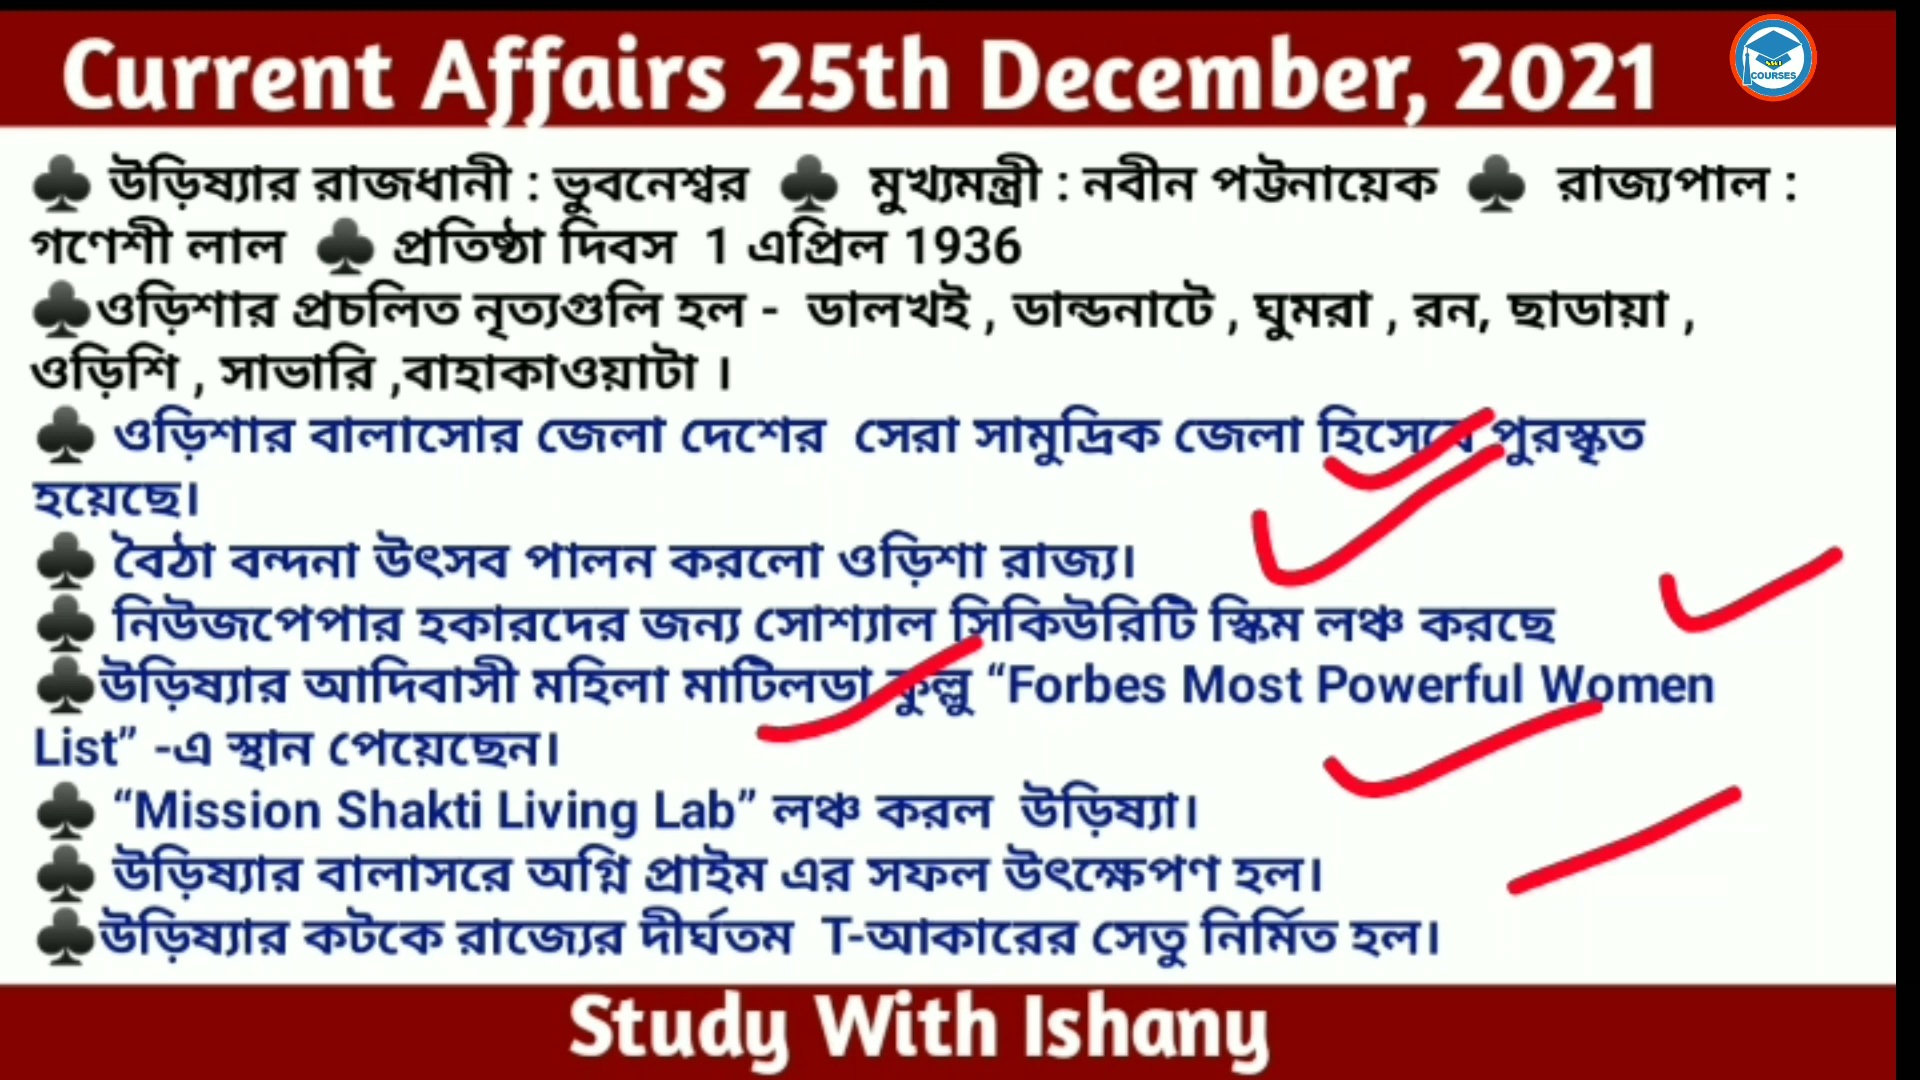 Current Affairs 25th December, 2021
COURSES
♣ উড়িষ্যার রাজধানী : ভুবনেশ্বর ♣ মুখ্যমন্ত্রী : নবীন পট্টনায়েক ♣ রাজ্যপাল :
গণেশী লাল ♣ প্রতিষ্ঠা দিবস 1 এপ্রিল 1936
♣ওড়িশার প্রচলিত নৃত্যগুলি হল - ডালখই , ডান্ডনাটে , ঘুমরা , রন, ছাডায়া ,
ওড়িশি , সাভারি ,বাহাকাওয়াটা ।
♣ ওড়িশার বালাসোর জেলা দেশের সেরা সামুদ্রিক জেলা হিসেবে পুরস্কৃত
হয়েছে।
♣ বৈঠা বন্দনা উৎসব পালন করলো ওড়িশা রাজ্য।
♣ নিউজপেপার হকারদের জন্য সোশ্যাল সিকিউরিটি স্কিম লঞ্চ করছে
♣উড়িষ্যার আদিবাসী মহিলা মাটিলডা কুল্লু “Forbes Most Powerful Women
List” -এ স্থান পেয়েছেন।
♣ “Mission Shakti Living Lab” লঞ্চ করল উড়িষ্যা।
♣ উড়িষ্যার বালাসরে অগ্নি প্রাইম এর সফল উৎক্ষেপণ হল।
♣উড়িষ্যার কটকে রাজ্যের দীর্ঘতম T-আকারের সেতু নির্মিত হল।
Study With Ishany